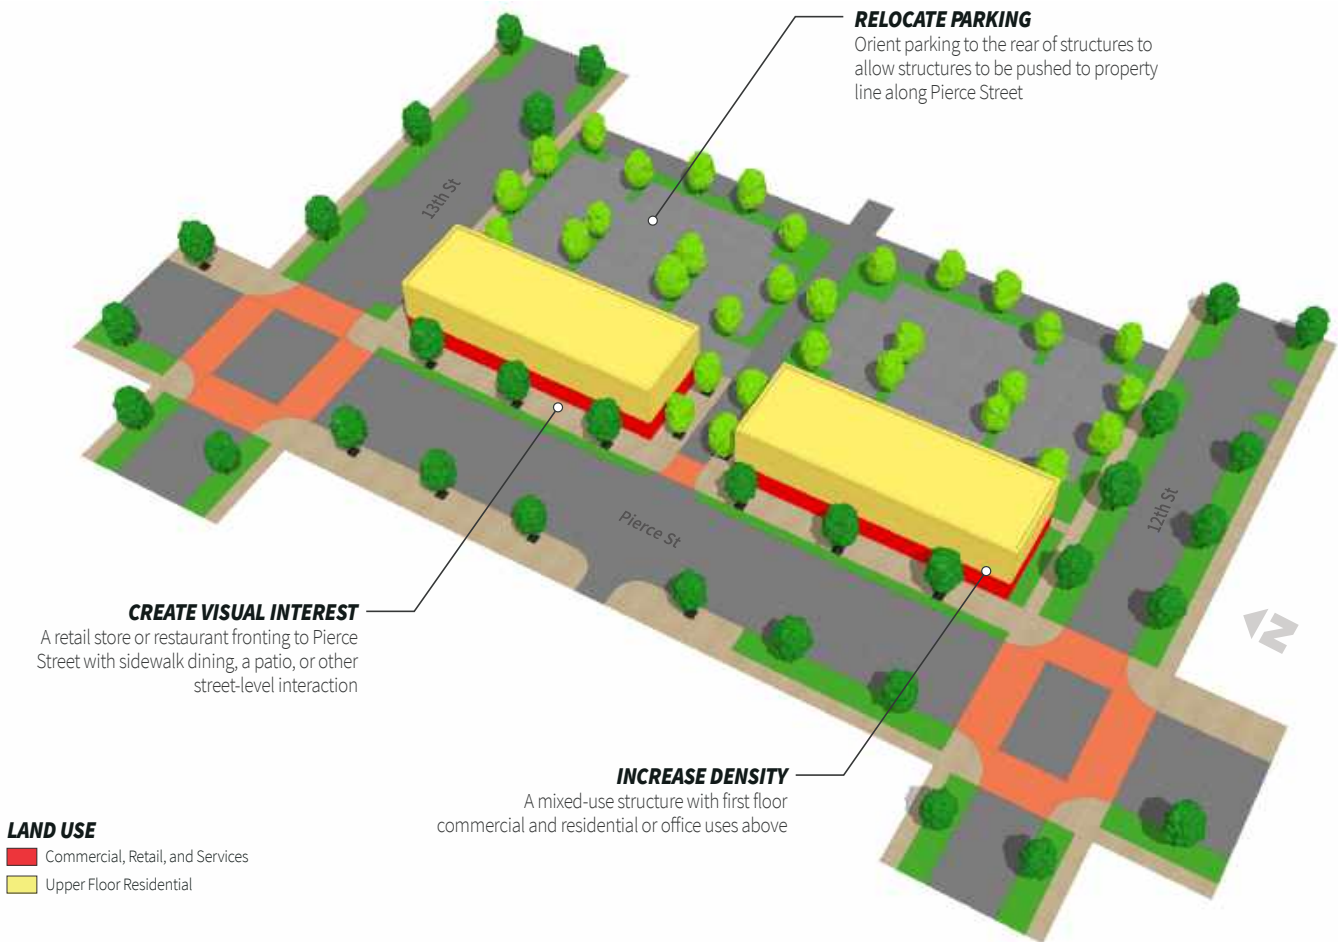 RELOCATE PARKING
Orient parking to the rear of structures to
allow structures to be pushed to property
line along Pierce Street
13th St
Pierce St
12th St
N
CREATE VISUAL INTEREST
A retail store or restaurant fronting to Pierce
Street with sidewalk dining, a patio, or other
street-level interaction
INCREASE DENSITY
A mixed-use structure with first floor
commercial and residential or office uses above
LAND USE
Commercial, Retail, and Services
Upper Floor Residential